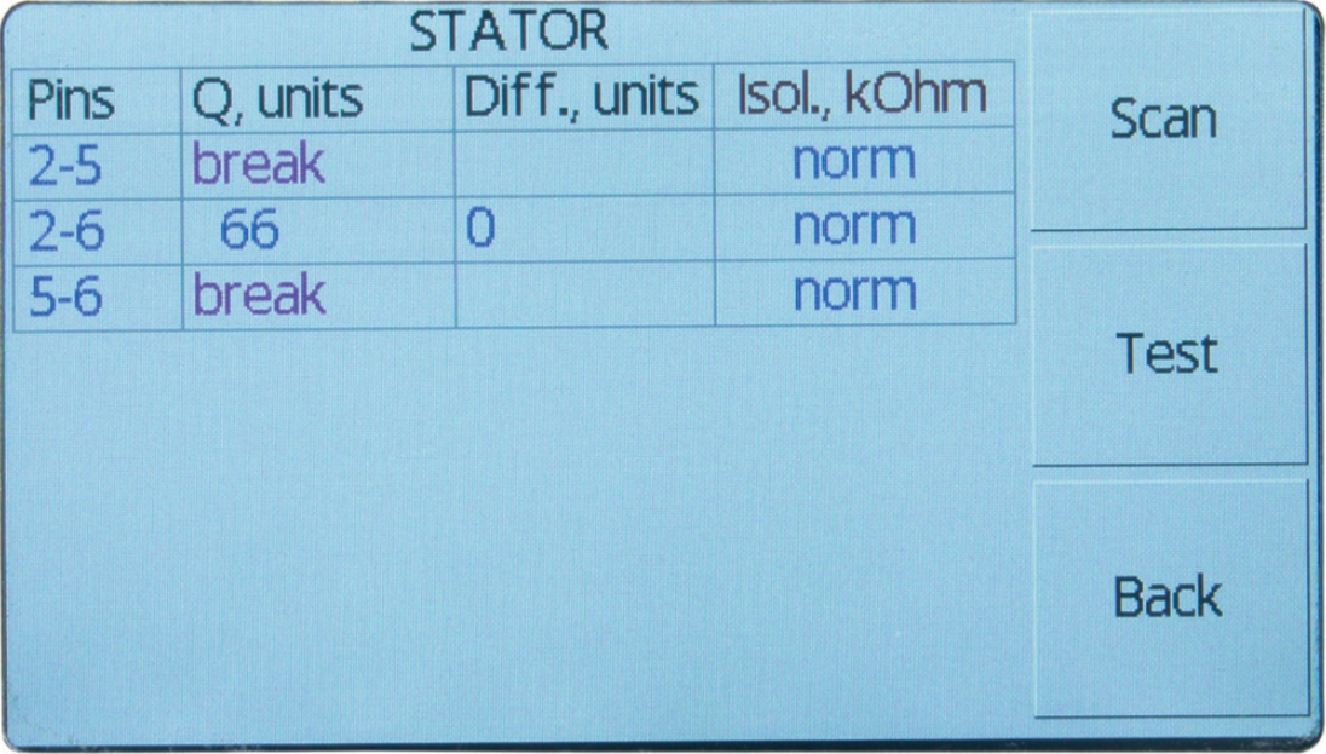 STATOR
Pins Q, units Diff., units Isol., kOhm
2-5 break norm
2-6 66 0 norm
5-6 break norm
Scan
Test
Back